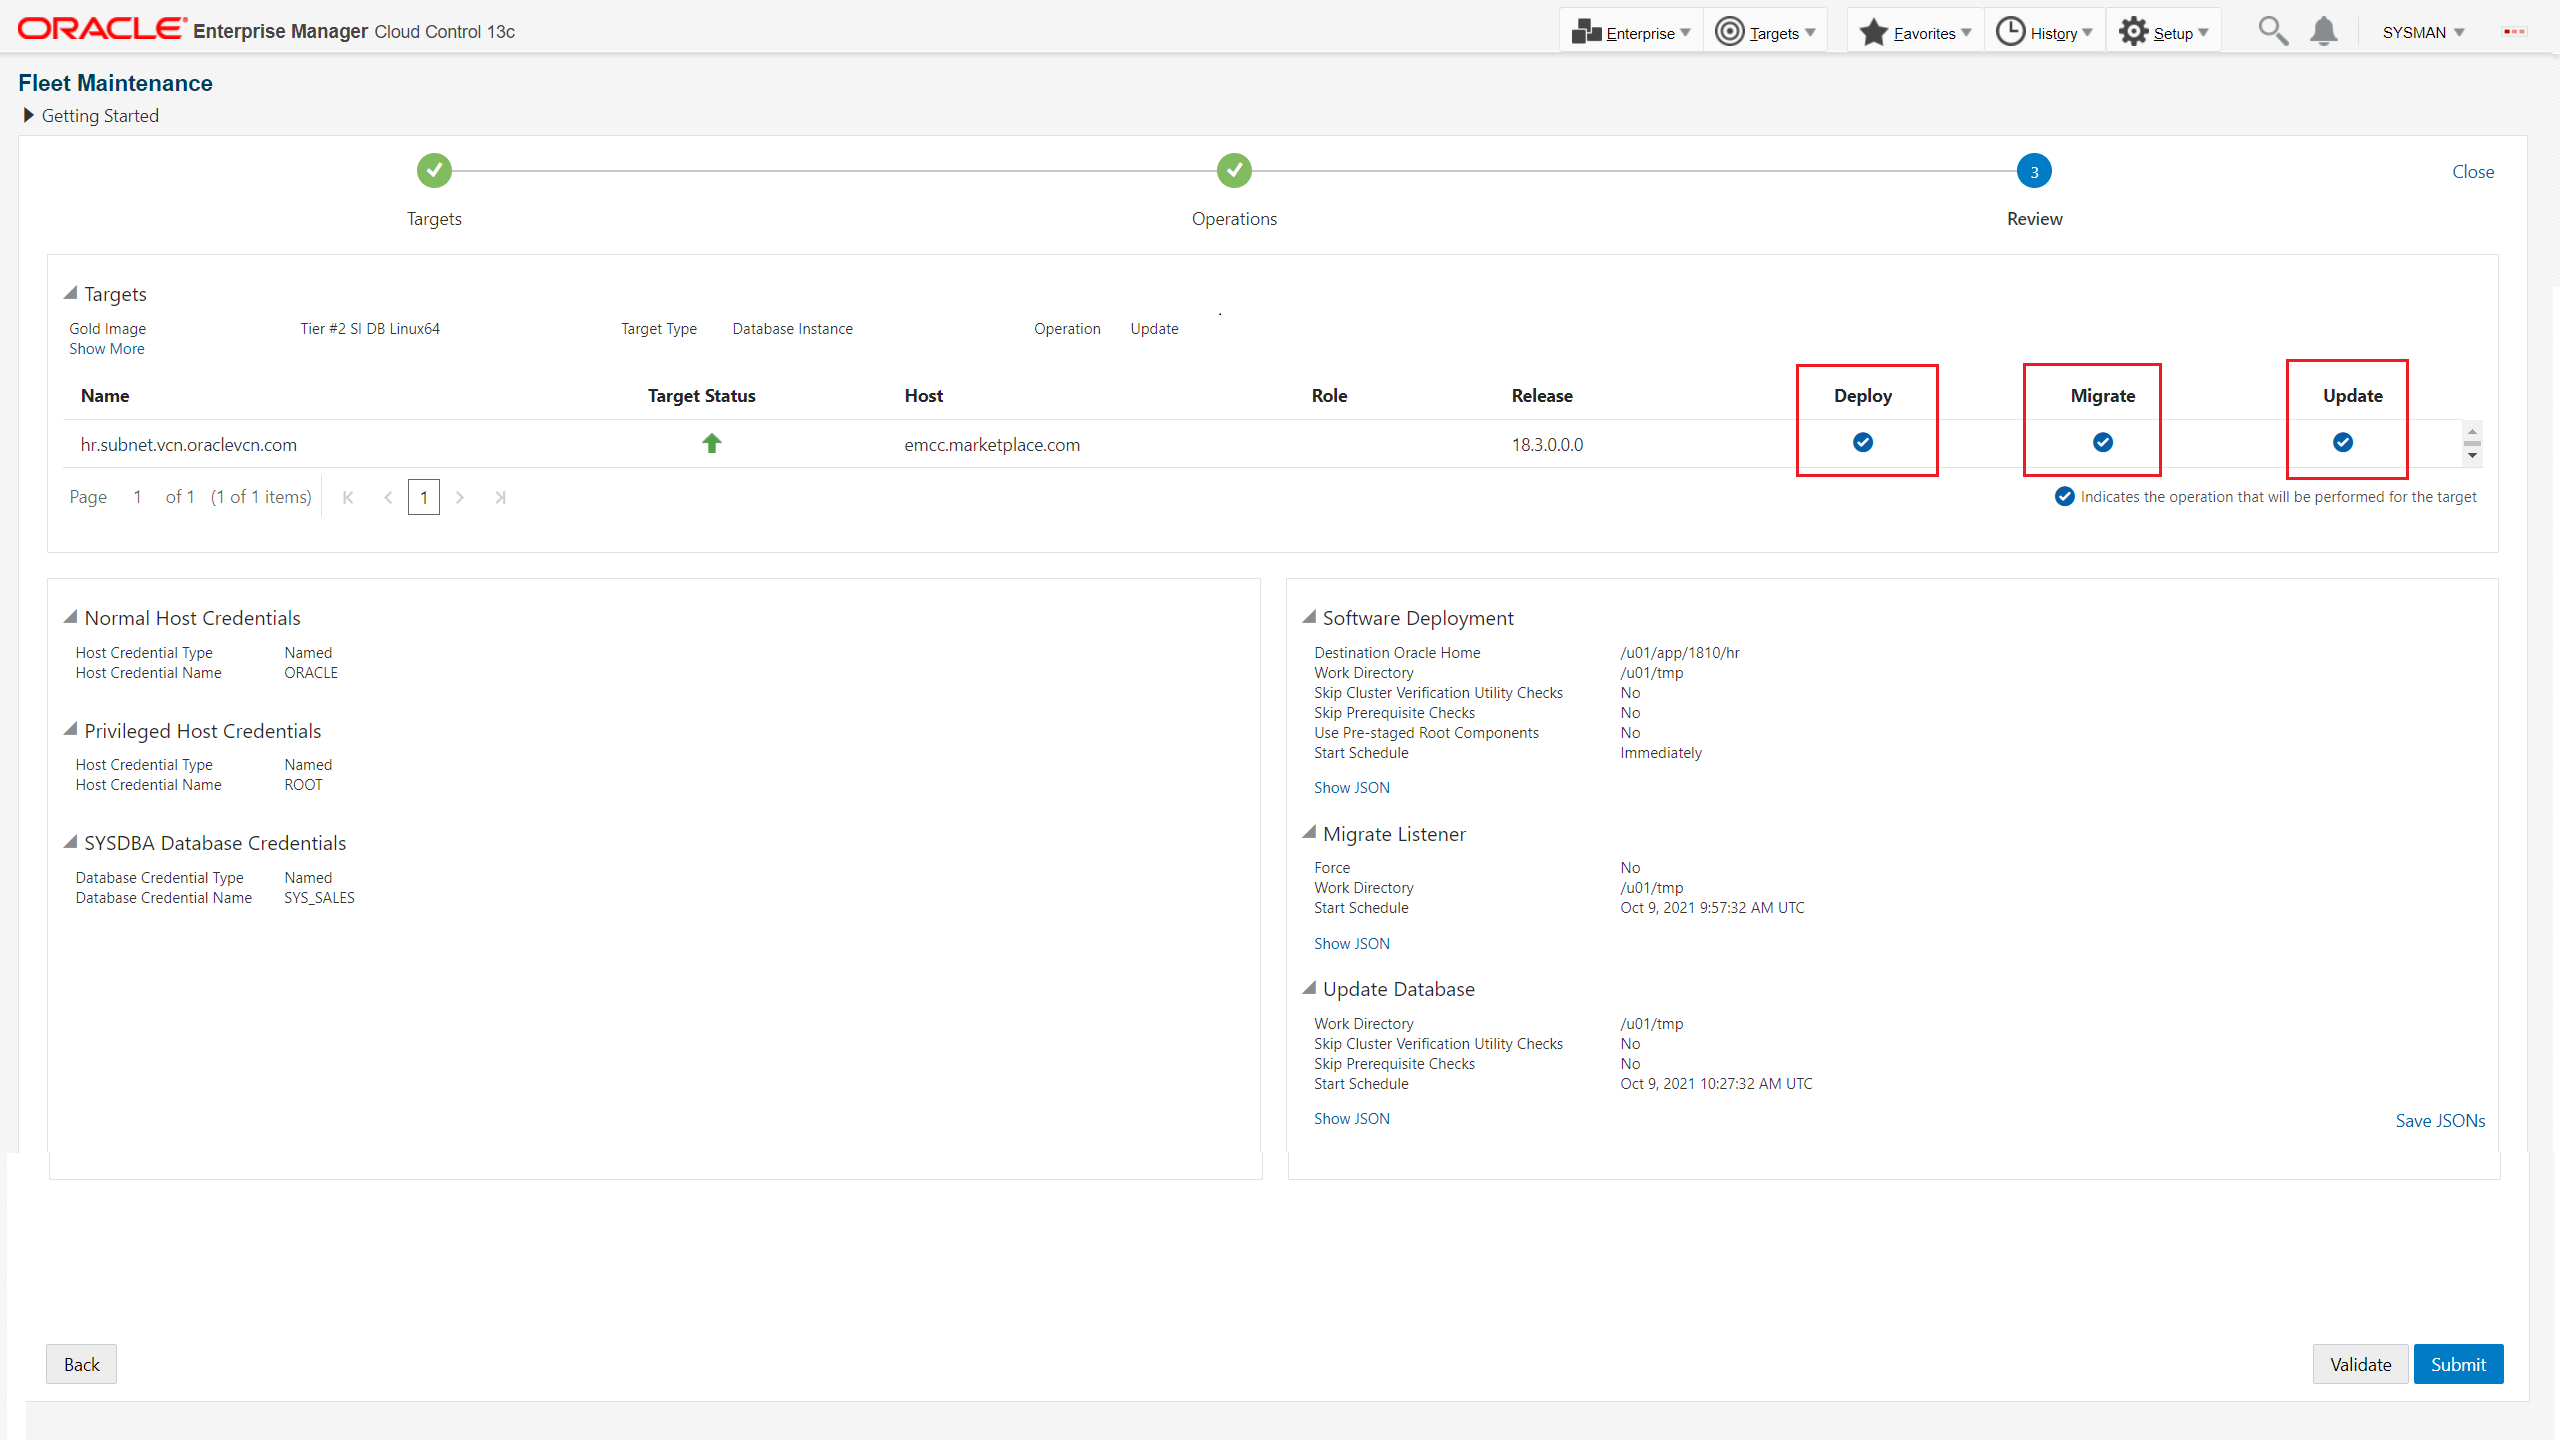 ORACLE Enterprise Manager Cloud Control 13c Enterprise Targets Favorites History Setup SYSMAN
Fleet Maintenance
Getting Started
3 Close
Targets Operations Review
Targets
Gold Image Tier #2 SI DB Linux64 Target Type Database Instance Operation Update
Show More
Name Target Status Host Role Release Deploy Migrate Update
hr.subnet.vcn.oraclevcn.com emcc.marketplace.com 18.3.0.0.0
Page 1 of 1 (1 of 1 items) 1 Indicates the operation that will be performed for the target
Normal Host Credentials
Host Credential Type Named
Host Credential Name ORACLE
Privileged Host Credentials
Host Credential Type Named
Host Credential Name ROOT
SYSDBA Database Credentials
Database Credential Type Named
Database Credential Name SYS_SALES
Software Deployment
Destination Oracle Home /u01/app/1810/hr
Work Directory /u01/tmp
Skip Cluster Verification Utility Checks No
Skip Prerequisite Checks No
Use Pre-staged Root Components No
Start Schedule Immediately
Show JSON
Migrate Listener
Force No
Work Directory /u01/tmp
Start Schedule Oct 9, 2021 9:57:32 AM UTC
Show JSON
Update Database
Work Directory /u01/tmp
Skip Cluster Verification Utility Checks No
Skip Prerequisite Checks No
Start Schedule Oct 9, 2021 10:27:32 AM UTC
Show JSON
Save JSONs
Back Validate Submit